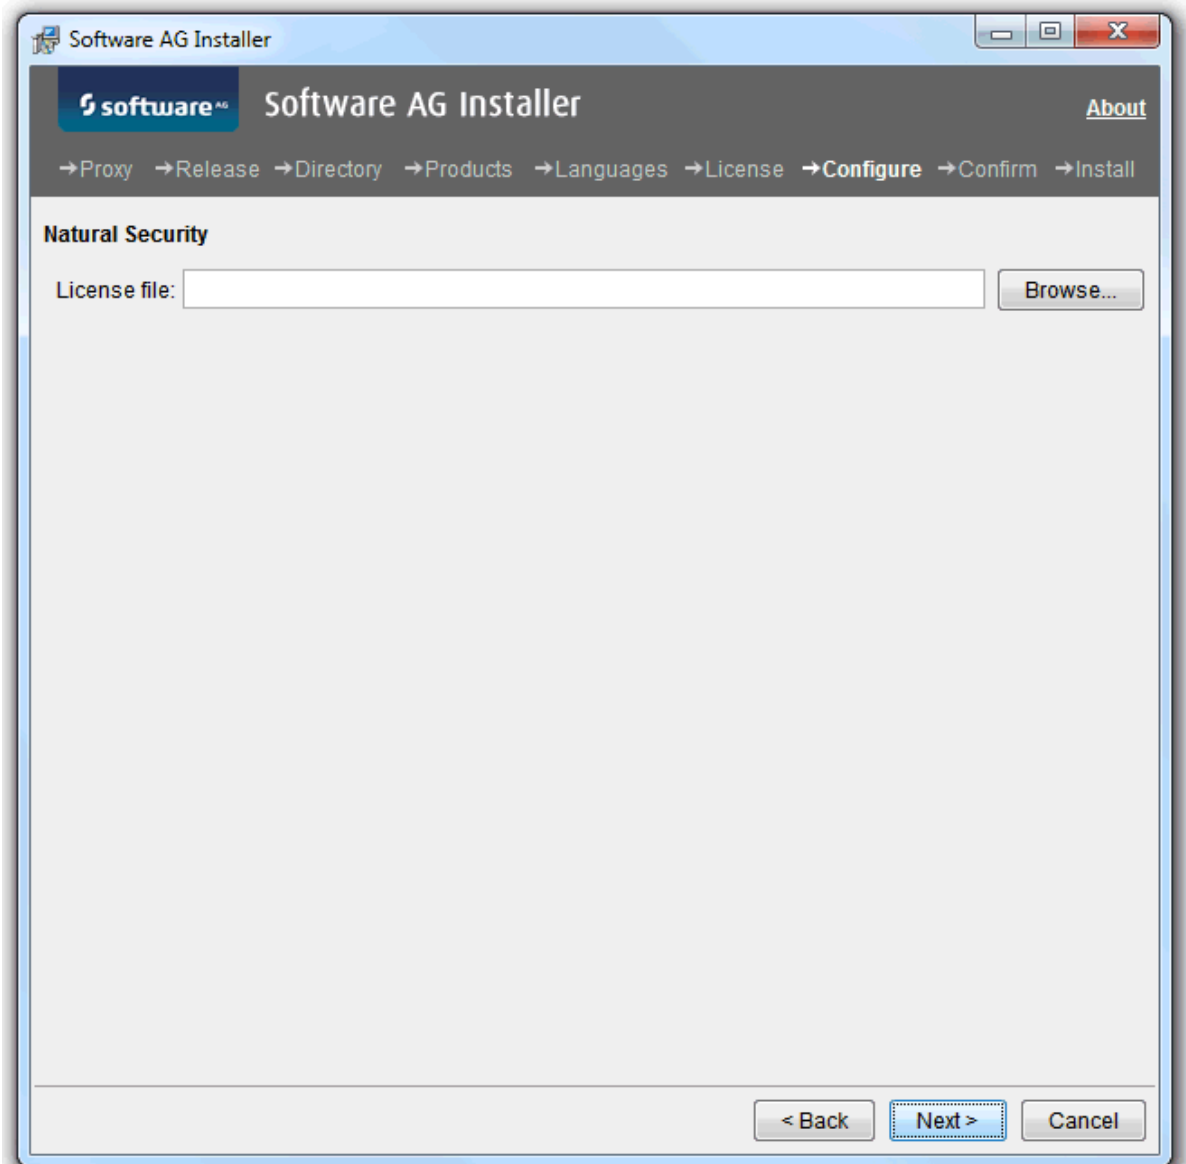 Software AG Installer
software AG Software AG Installer About
→Proxy →Release →Directory →Products →Languages →License →Configure →Confirm →Install
Natural Security
License file: Browse...
< Back Next > Cancel